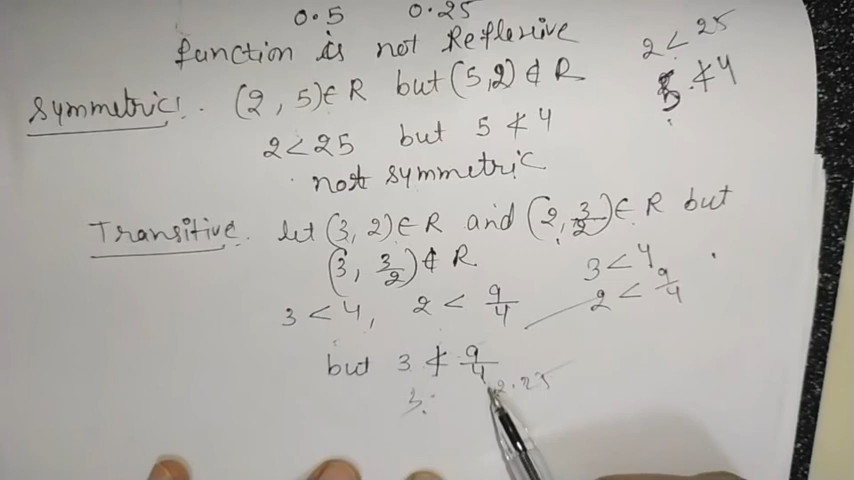 0.5 0.25
function is not Reflexive
2 < 25
5 ≮ 4
Symmetric. (2, 5) ∈ R but (5, 2) ∉ R
2 < 25 but 5 ≮ 4
not symmetric
Transitive. let (3, 2) ∈ R and (2, 3/2) ∈ R but
(3, 3/2) ∉ R
3 < 4
3 < 4, 2 < 9/4
2 < 9/4
but 3 ≮ 9/4
3. 2.25